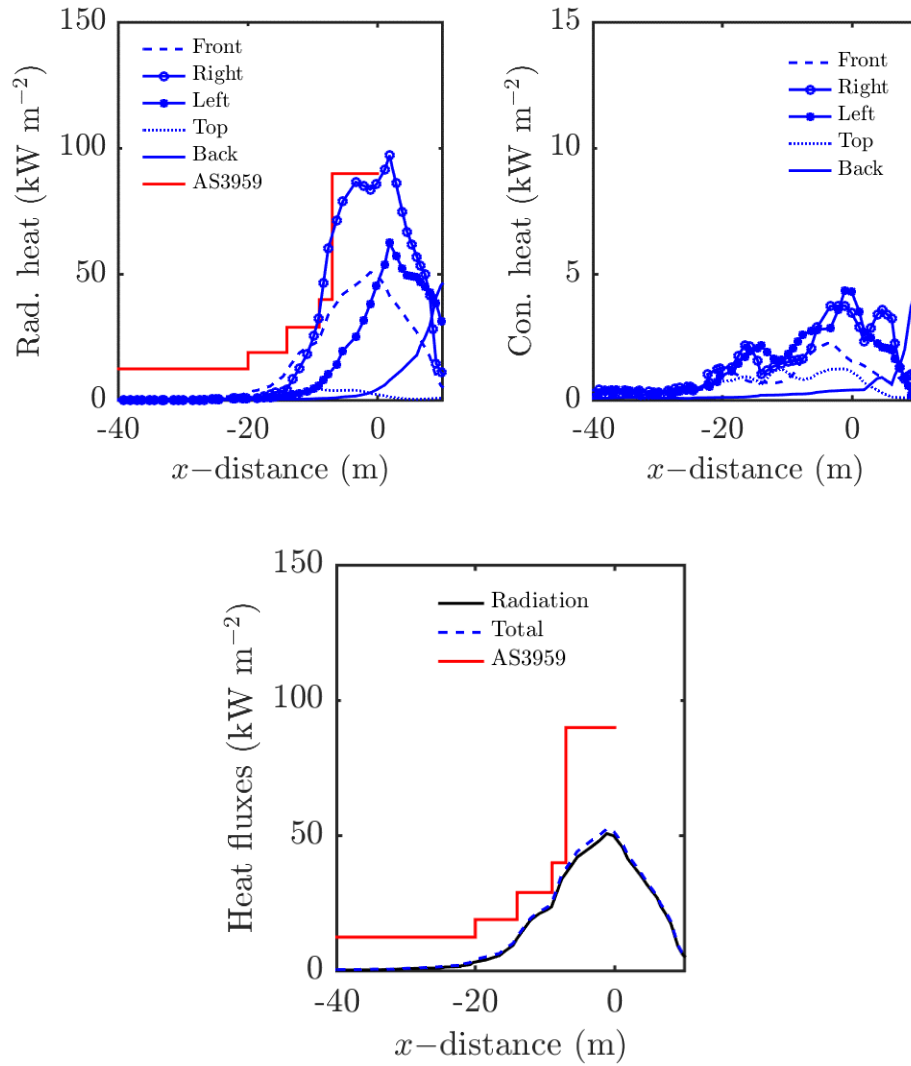 150
100
50
0
Rad. heat (kW m⁻²)
Front
Right
Left
Top
Back
AS3959
-40
-20
0
x−distance (m)
15
10
5
0
Con. heat (kW m⁻²)
Front
Right
Left
Top
Back
-40
-20
0
x−distance (m)
150
100
50
0
Heat fluxes (kW m⁻²)
Radiation
Total
AS3959
-40
-20
0
x−distance (m)